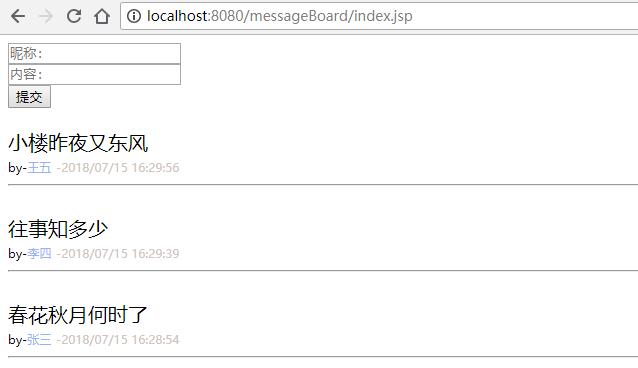 localhost:8080/messageBoard/index.jsp
昵称:
内容:
提交
小楼昨夜又东风
by-王五 -2018/07/15 16:29:56
往事知多少
by-李四 -2018/07/15 16:29:39
春花秋月何时了
by-张三 -2018/07/15 16:28:54